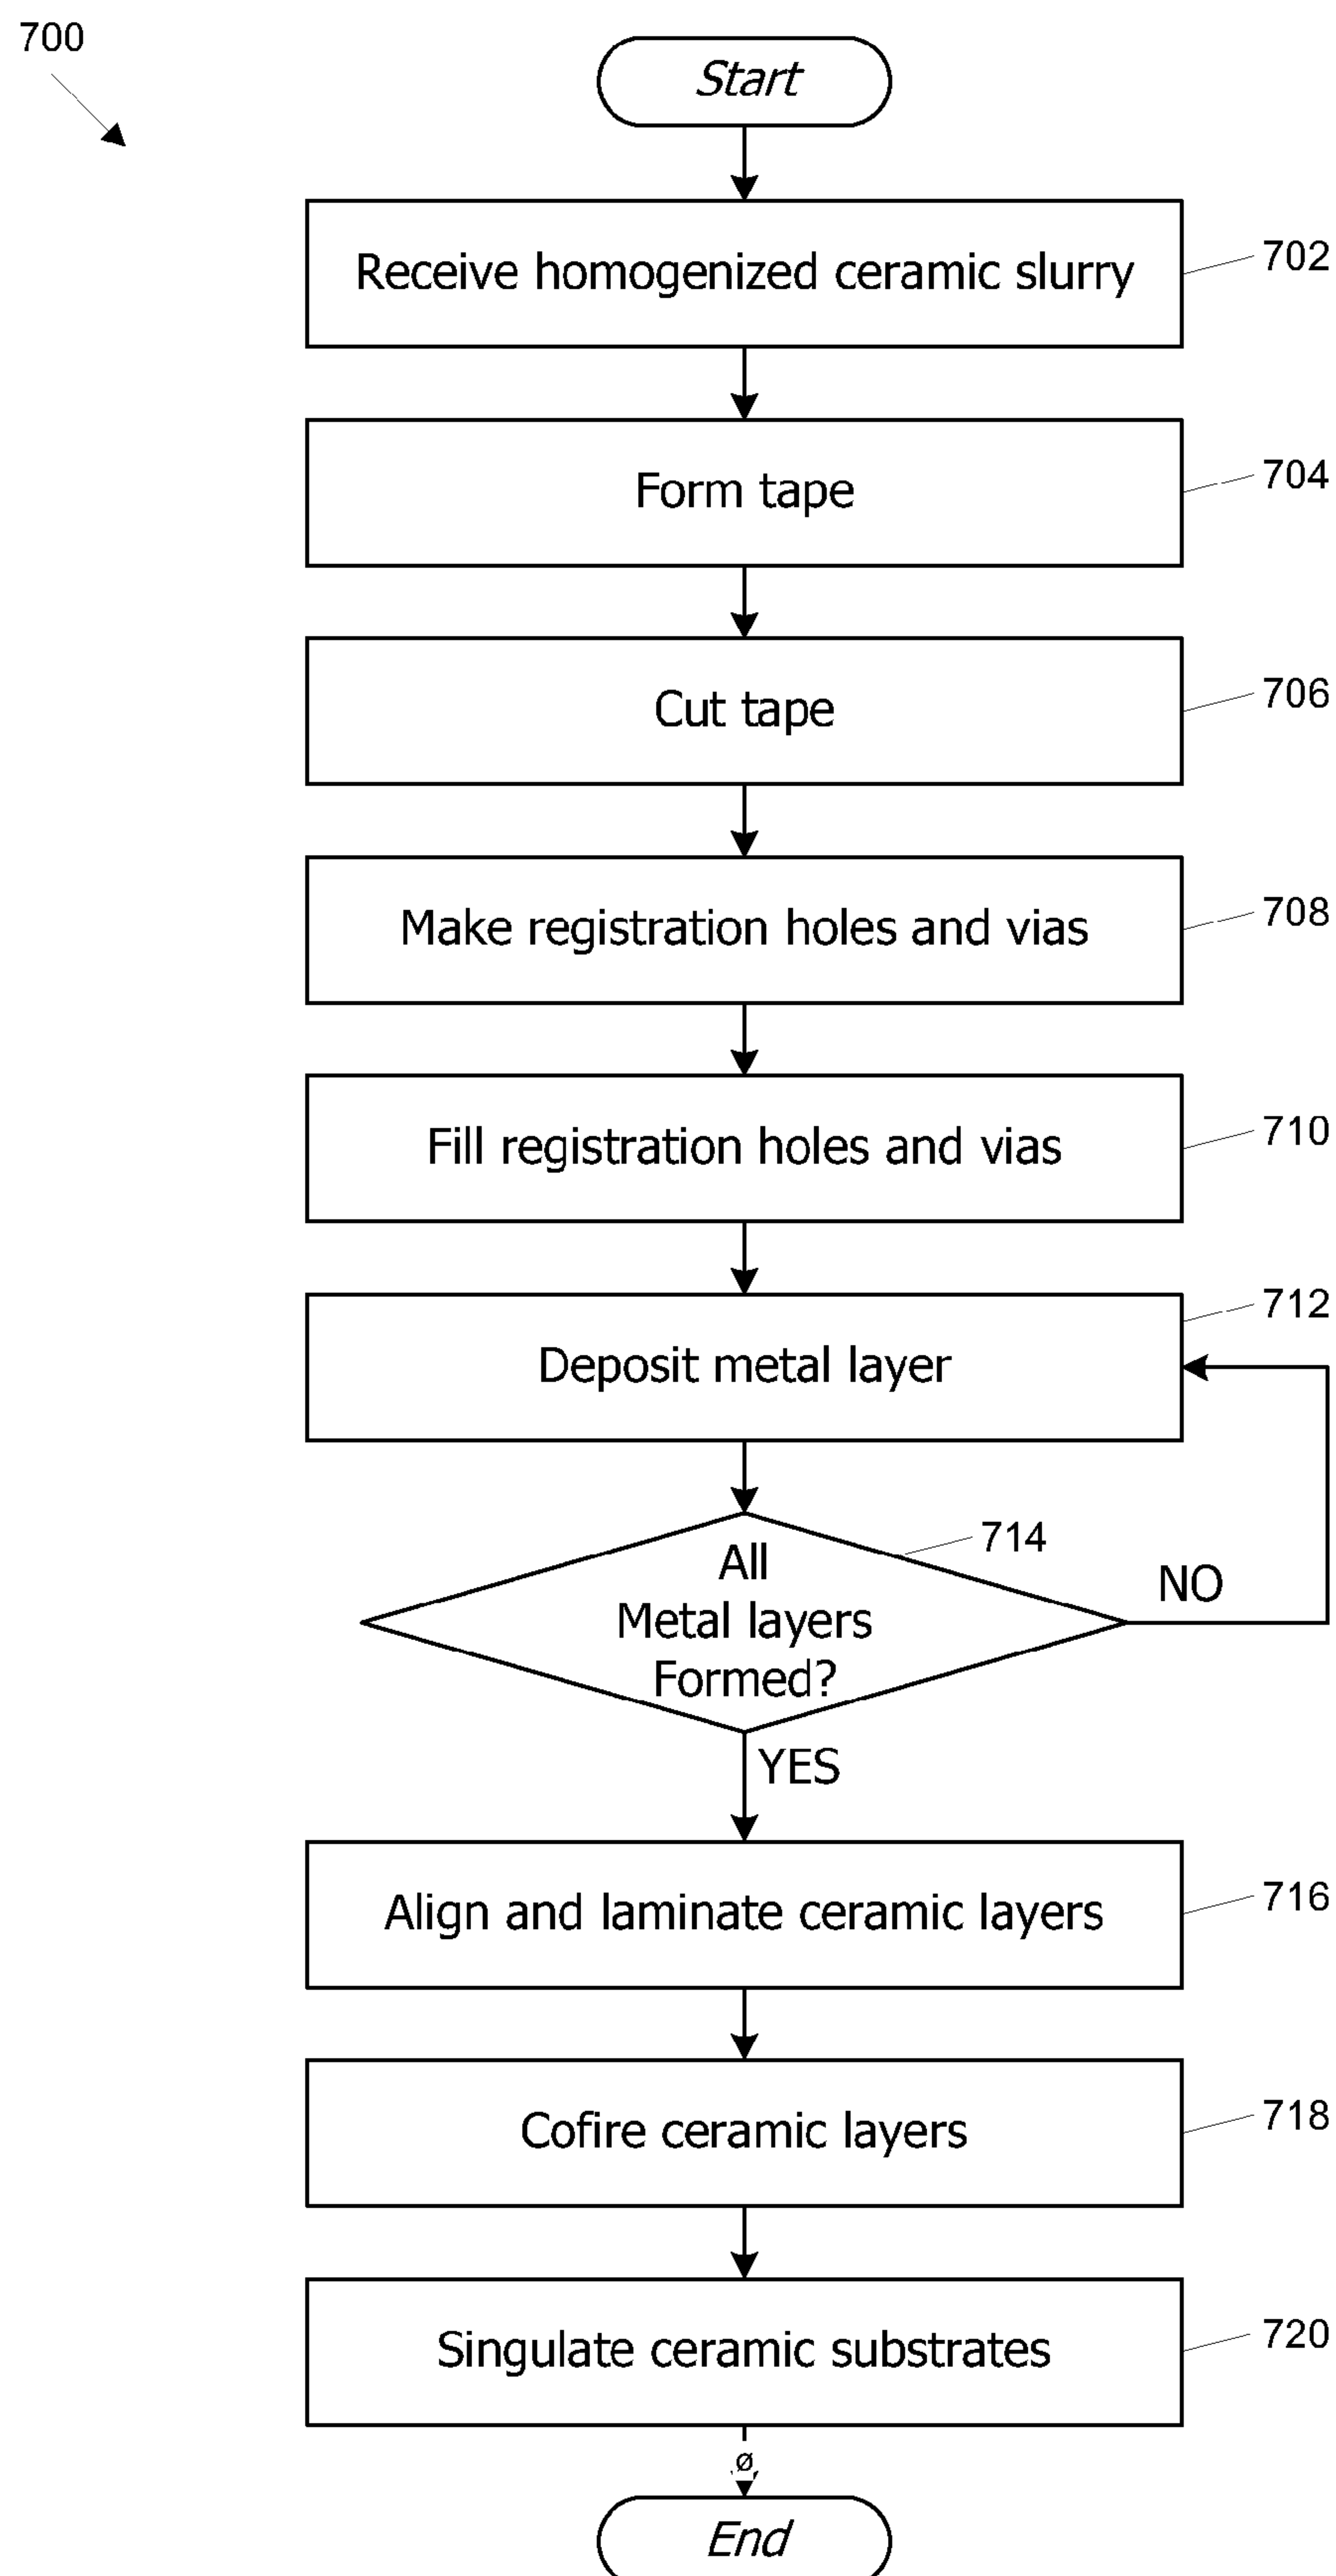 700
Start
Receive homogenized ceramic slurry
702
Form tape
704
Cut tape
706
Make registration holes and vias
708
Fill registration holes and vias
710
712
Deposit metal layer
714
All
Metal layers
Formed?
NO
YES
Align and laminate ceramic layers
716
Cofire ceramic layers
718
Singulate ceramic substrates
720
ø
End